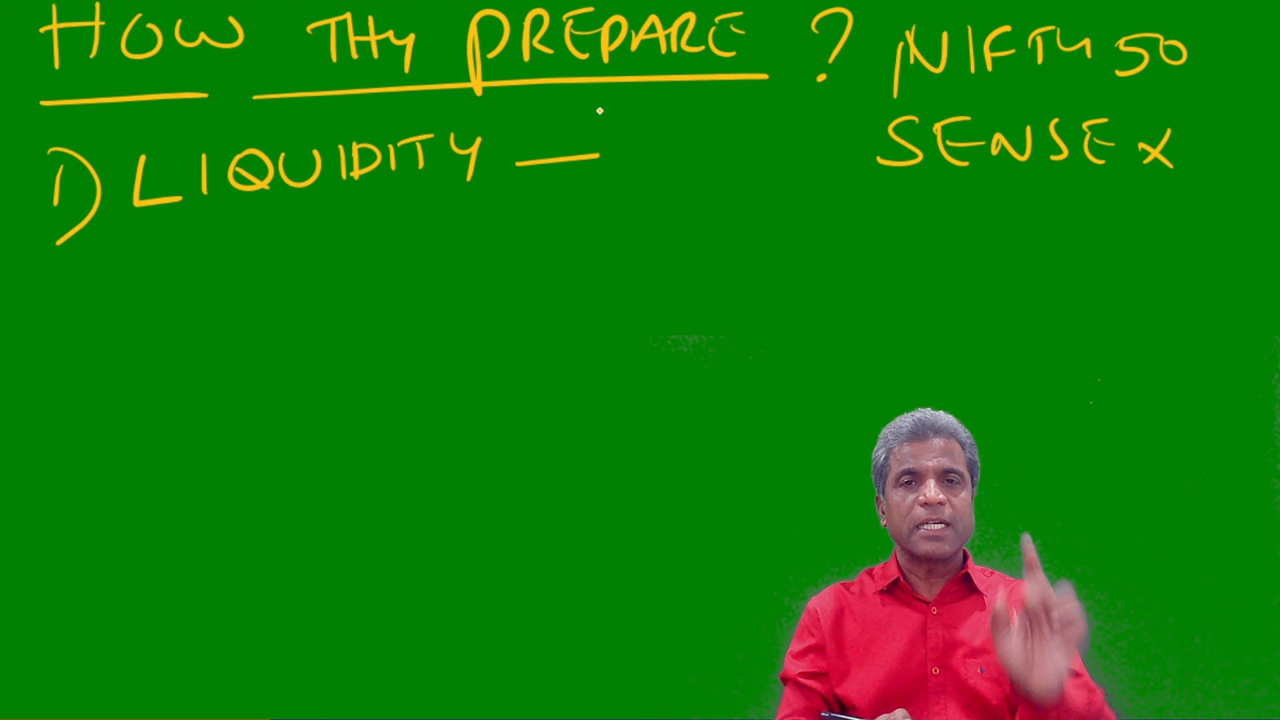 HOW THy PREPARE ? NIFTY 50
SENSEX
1) LIQUIDITY —